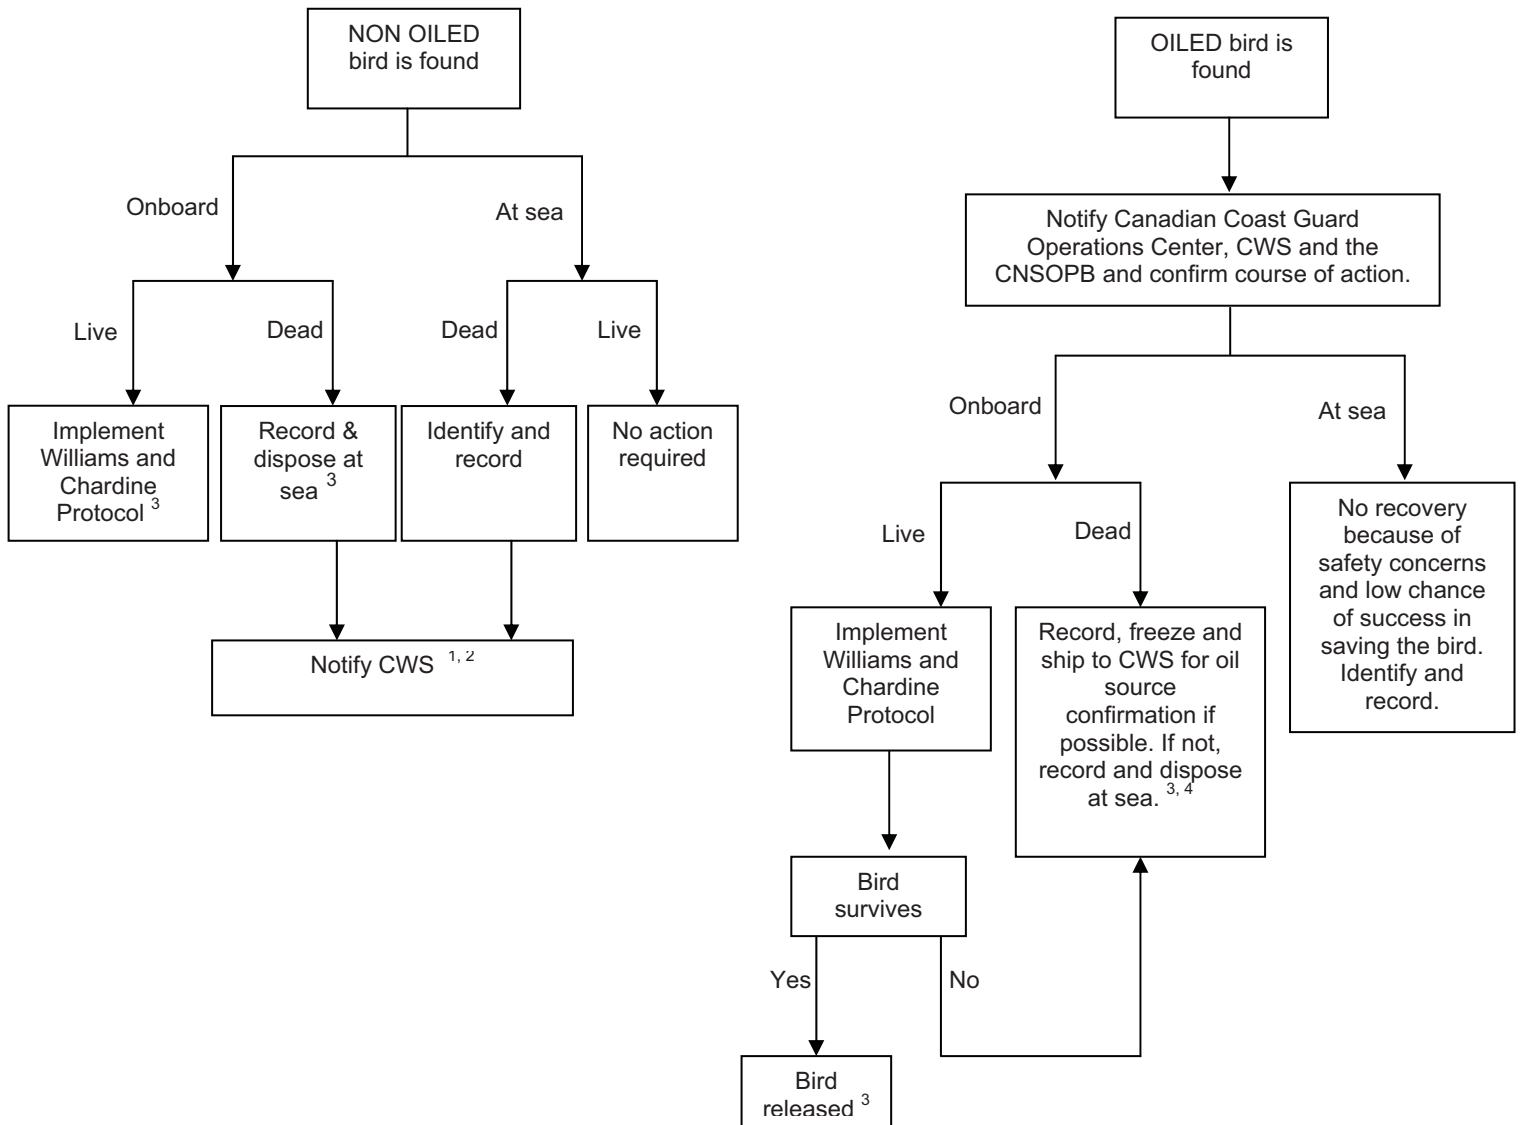 NON OILED
bird is found
Onboard
At sea
Live
Dead
Dead
Live
Implement
Williams and
Chardine
Protocol 3
Record &
dispose at
sea 3
Identify and
record
No action
required
Notify CWS 1, 2
OILED bird is
found
Notify Canadian Coast Guard
Operations Center, CWS and the
CNSOPB and confirm course of action.
Onboard
At sea
Live
Dead
No recovery
because of
safety concerns
and low chance
of success in
saving the bird.
Identify and
record.
Implement
Williams and
Chardine
Protocol
Record, freeze and
ship to CWS for oil
source
confirmation if
possible. If not,
record and dispose
at sea. 3, 4
Bird
survives
Yes
No
Bird
released 3